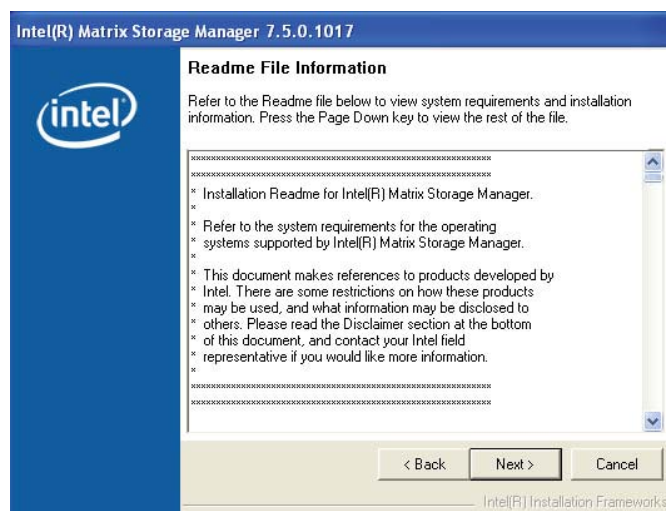 Intel(R) Matrix Storage Manager 7.5.0.1017
intel
Readme File Information
Refer to the Readme file below to view system requirements and installation
information. Press the Page Down key to view the rest of the file.
************************************************************
************************************************************
* Installation Readme for Intel(R) Matrix Storage Manager.
*
* Refer to the system requirements for the operating
* systems supported by Intel(R) Matrix Storage Manager.
*
* This document makes references to products developed by
* Intel. There are some restrictions on how these products
* may be used, and what information may be disclosed to
* others. Please read the Disclaimer section at the bottom
* of this document, and contact your Intel field
* representative if you would like more information.
*
************************************************************
************************************************************
< Back Next > Cancel
Intel(R) Installation Frameworks